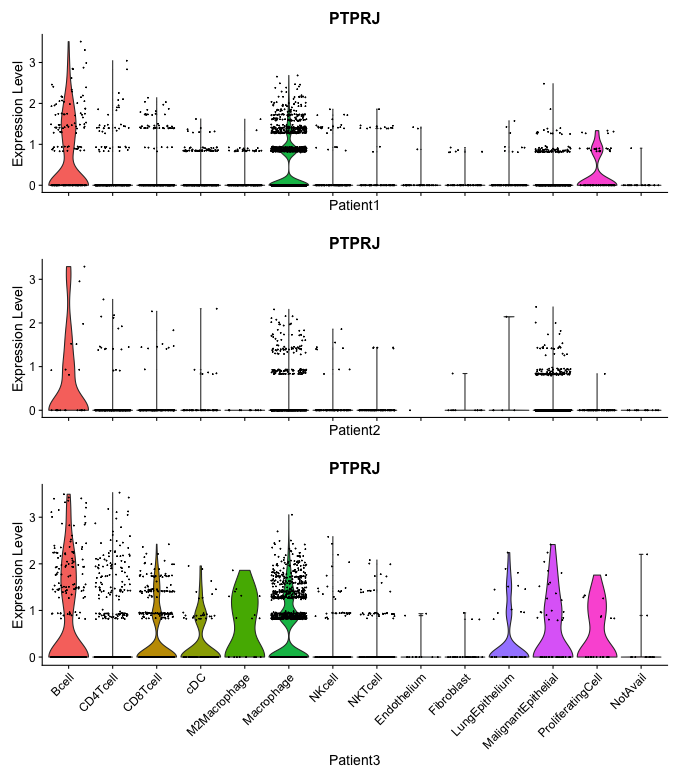 PTPRJ
Expression Level
3
2
1
0
Patient1
PTPRJ
Expression Level
3
2
1
0
Patient2
PTPRJ
Expression Level
3
2
1
0
Bcell
CD4Tcell
CD8Tcell
cDC
M2Macrophage
Macrophage
NKcell
NKTcell
Endothelium
Fibroblast
LungEpithelium
MalignantEpithelial
ProliferatingCell
NotAvail
Patient3